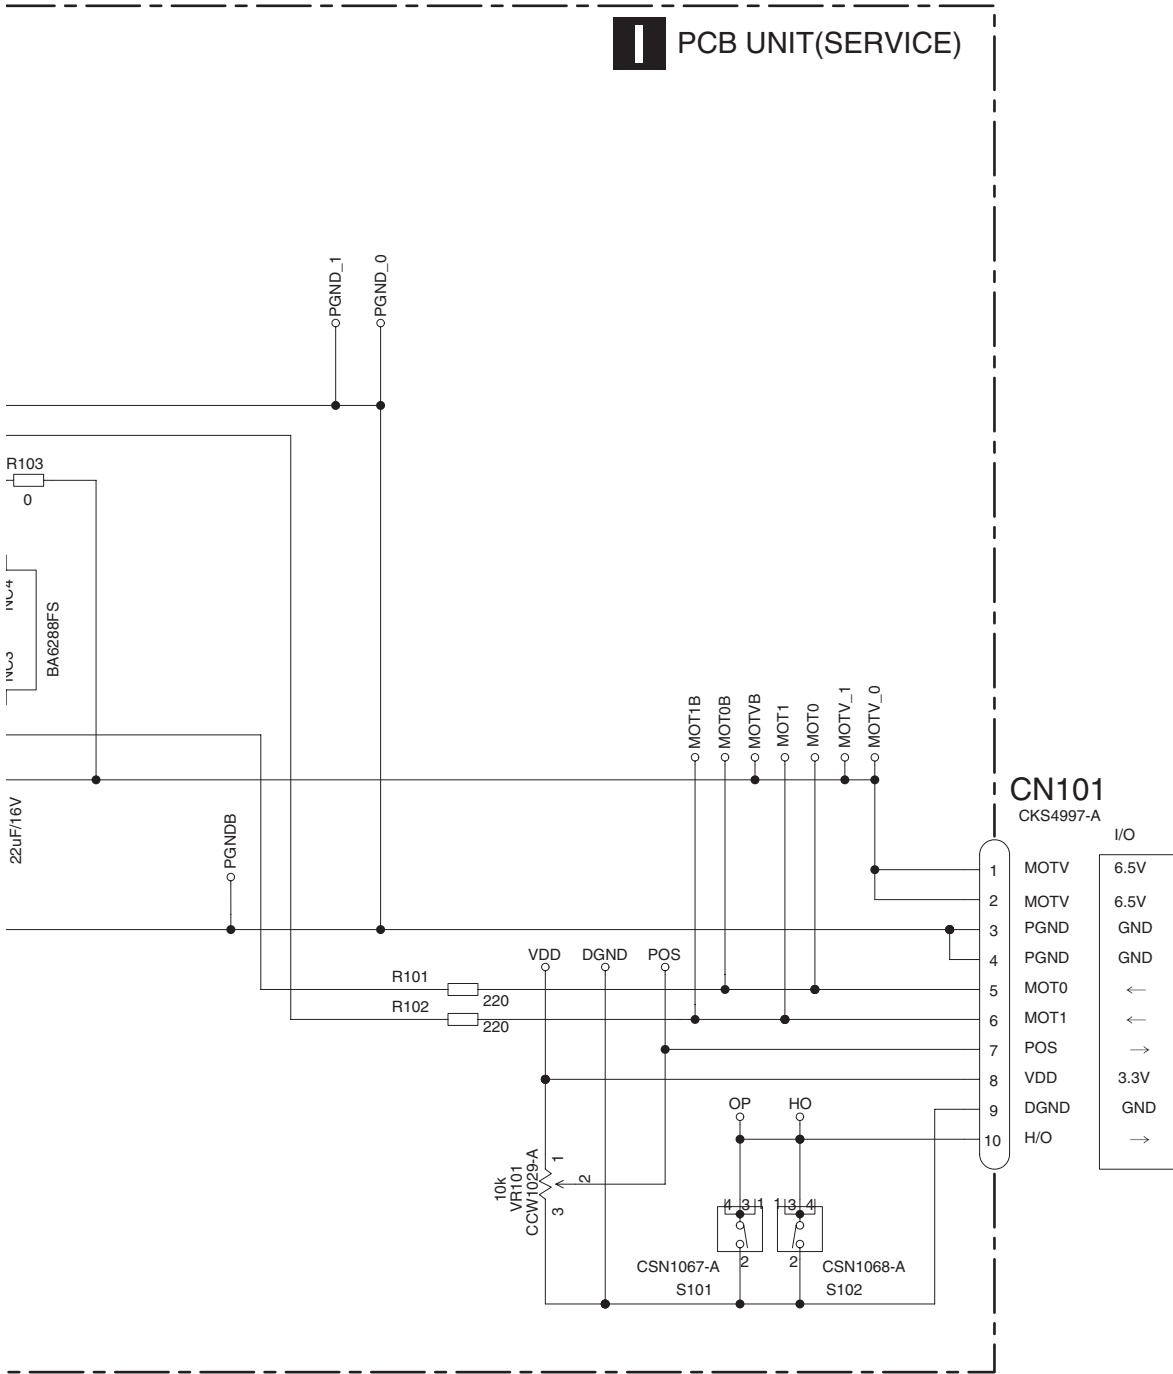 I PCB UNIT(SERVICE)
PGND_1
PGND_0
R103
0
NC4
NC3
BA6288FS
MOT1B
MOT0B
MOTVB
MOT1
MOT0
MOTV_1
MOTV_0
22uF/16V
PGNDB
CN101
CKS4997-A
I/O
1 MOTV 6.5V
2 MOTV 6.5V
3 PGND GND
4 PGND GND
5 MOT0 ←
6 MOT1 ←
7 POS →
8 VDD 3.3V
9 DGND GND
10 H/O →
VDD DGND POS
R101
220
R102
220
OP HO
10k
VR101
CCW1029-A
1
2
3
4 3 1 1 3 4
2 2
CSN1067-A
S101
CSN1068-A
S102